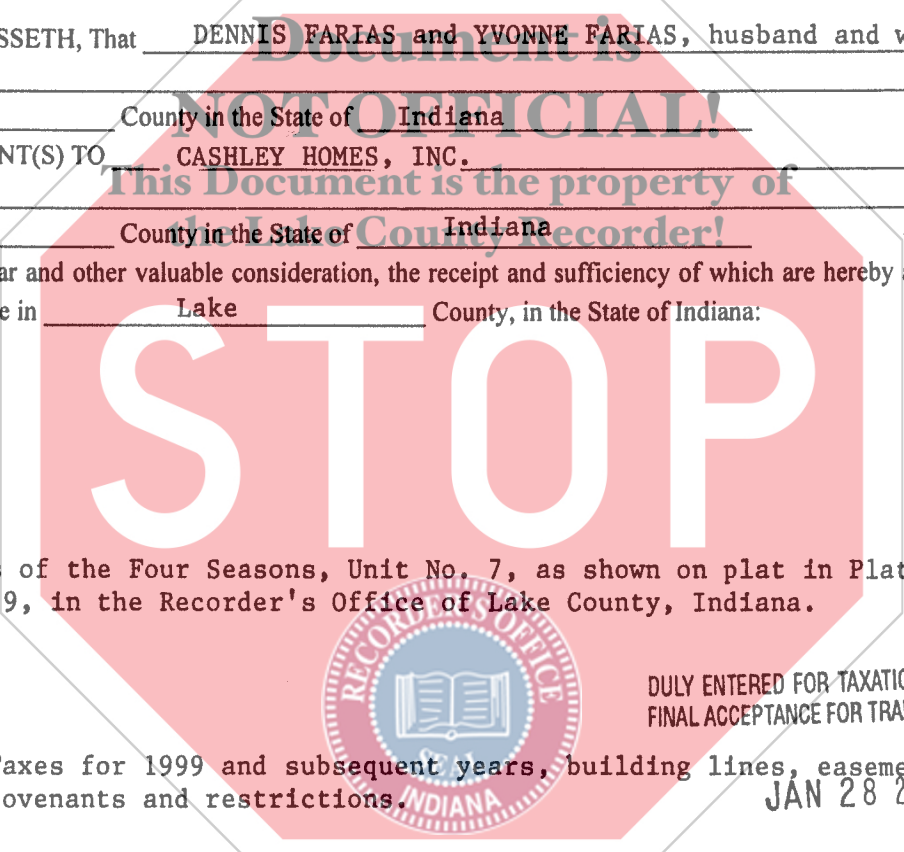 SSETH, That DENNIS FARIAS and YVONNE FARIAS, husband and w
Document is
NOT OFFICIAL!
County in the State of Indiana
NT(S) TO CASHLEY HOMES, INC.
This Document is the property of
the Lake County Recorder!
County in the State of Indiana
ar and other valuable consideration, the receipt and sufficiency of which are hereby a
e in Lake County, in the State of Indiana:
STOP
s of the Four Seasons, Unit No. 7, as shown on plat in Plat
9, in the Recorder's Office of Lake County, Indiana.
RECORDER'S OFFICE
SEAL
INDIANA
DULY ENTERED FOR TAXATIO
FINAL ACCEPTANCE FOR TRA
Taxes for 1999 and subsequent years, building lines, easeme
ovenants and restrictions.
JAN 28 2